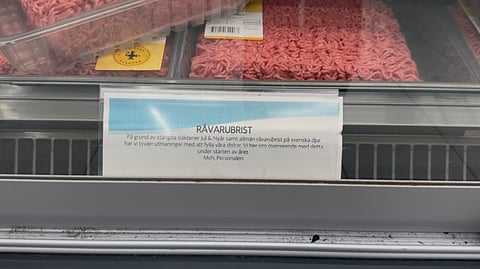 RÅVARUBRIST
På grund av stängda slakterier Jul & Nyår samt allmän råvarubrist på svenska djur
har vi tyvärr utmaningar med att fylla våra diskar. Vi ber om överseende med detta
under starten av året.
Mvh, Personalen